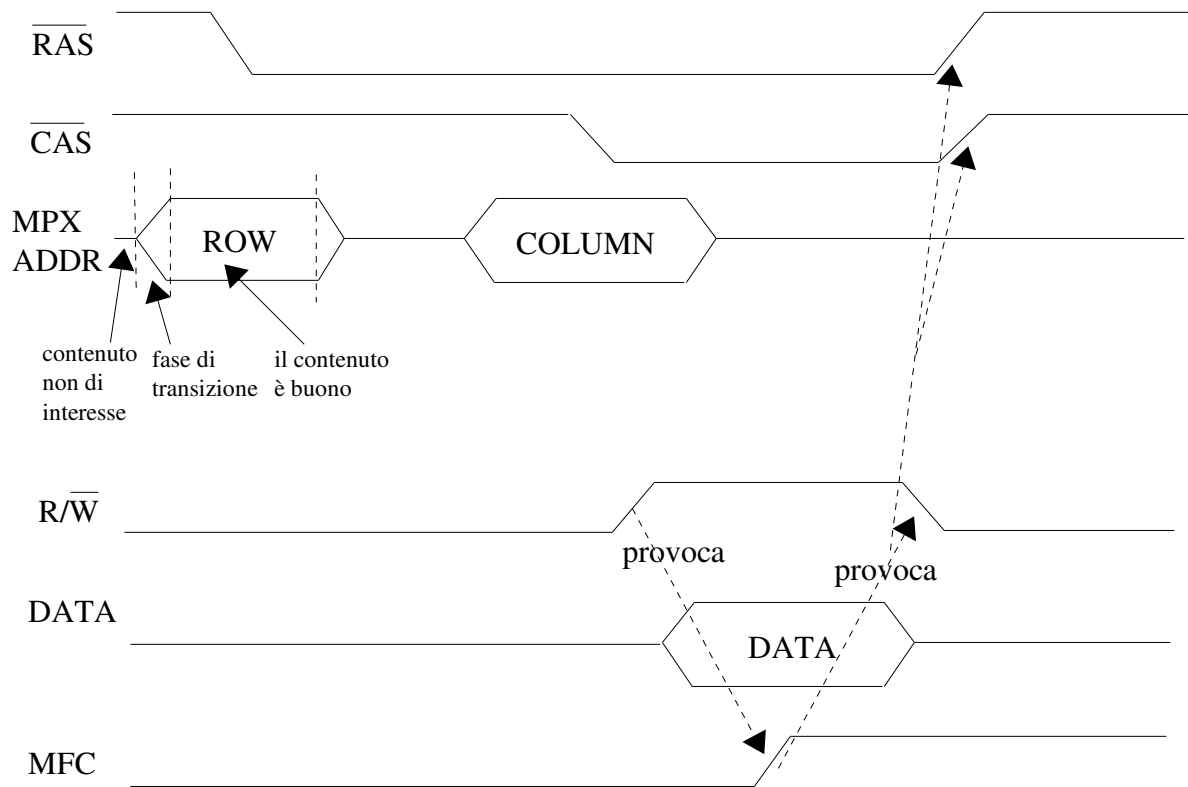 RAS
CAS
MPX
ADDR
ROW
COLUMN
contenuto
non di
interesse
fase di
transizione
il contenuto
è buono
R/W
provoca
provoca
DATA
DATA
MFC